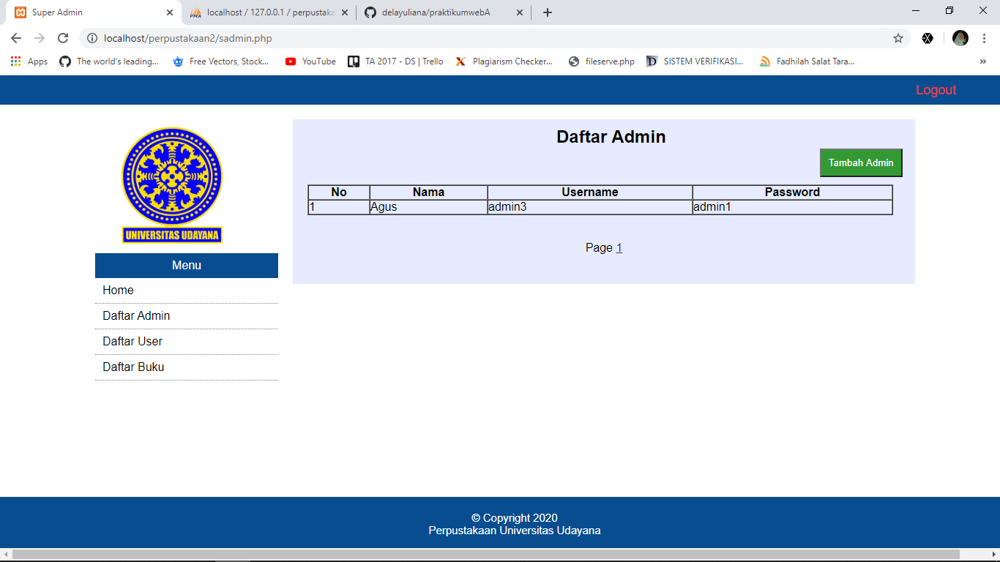 Super Admin
localhost / 127.0.0.1 / perpustaka
delayuliana/praktikumwebA
localhost/perpustakaan2/sadmin.php
Apps
The world's leading...
Free Vectors, Stock...
YouTube
TA 2017 - DS | Trello
Plagiarism Checker...
fileserve.php
SISTEM VERIFIKASI...
Fadhilah Salat Tara...
Logout
UNIVERSITAS UDAYANA
Menu
Home
Daftar Admin
Daftar User
Daftar Buku
Daftar Admin
Tambah Admin
No Nama Username Password
1 Agus admin3 admin1
Page 1
© Copyright 2020
Perpustakaan Universitas Udayana